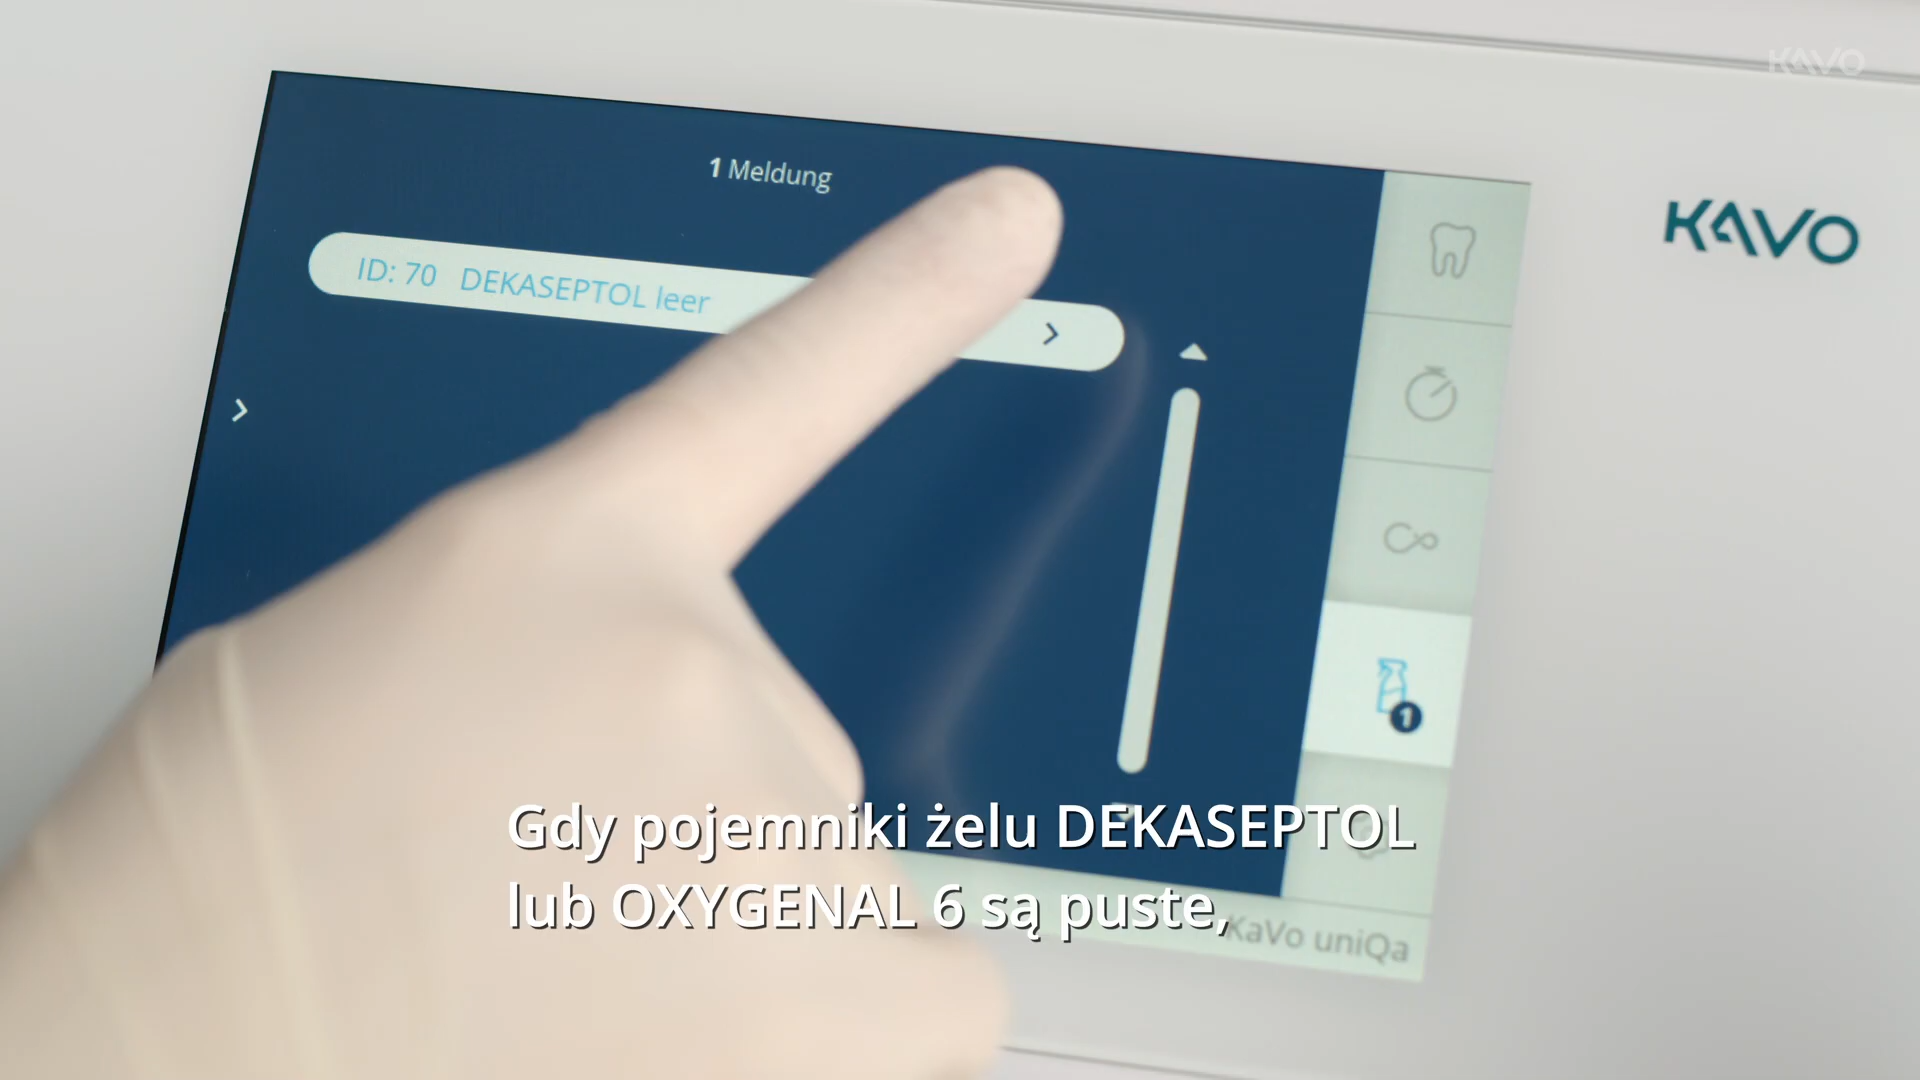 KAVO
1 Meldung
KAVO
ID: 70 DEKASEPTOL leer
1
Gdy pojemniki żelu DEKASEPTOL
lub OXYGENAL 6 są puste,
KaVo uniQa